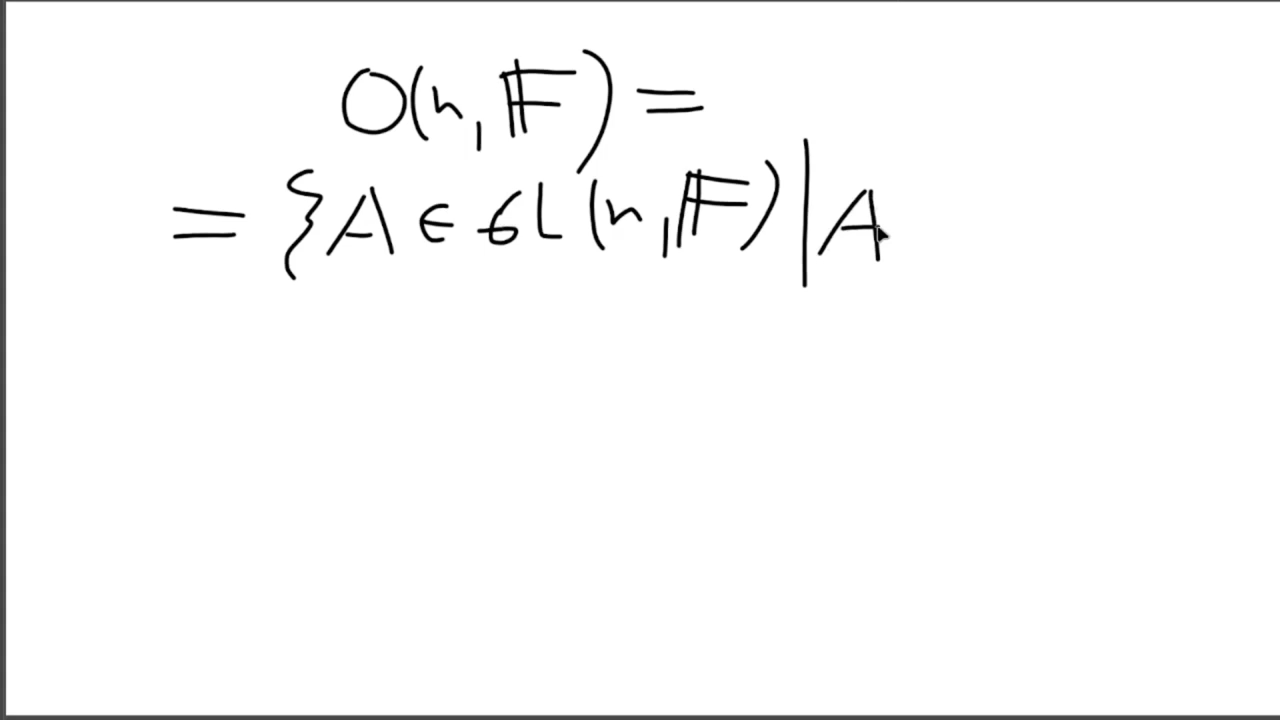 O(n, 𝔽) =
= {A ∈ GL(n, 𝔽) | A